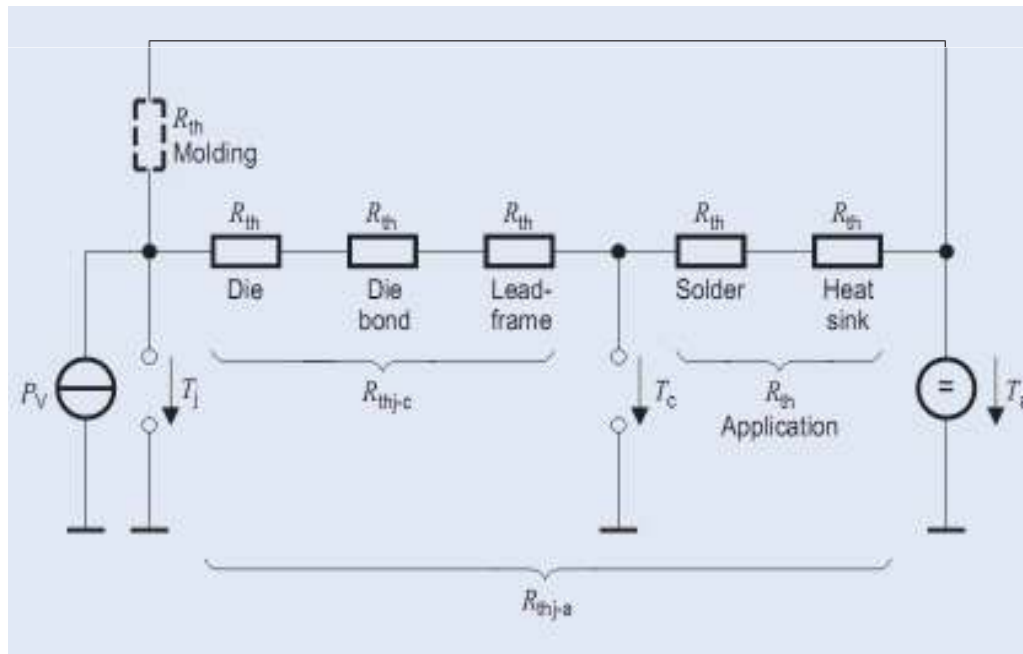 Rth
Molding
Rth
Rth
Rth
Rth
Rth
Die
Die
bond
Lead-
frame
Solder
Heat
sink
PV
Tj
Rthj-c
Tc
Rth
Application
=
Ta
Rthj-a